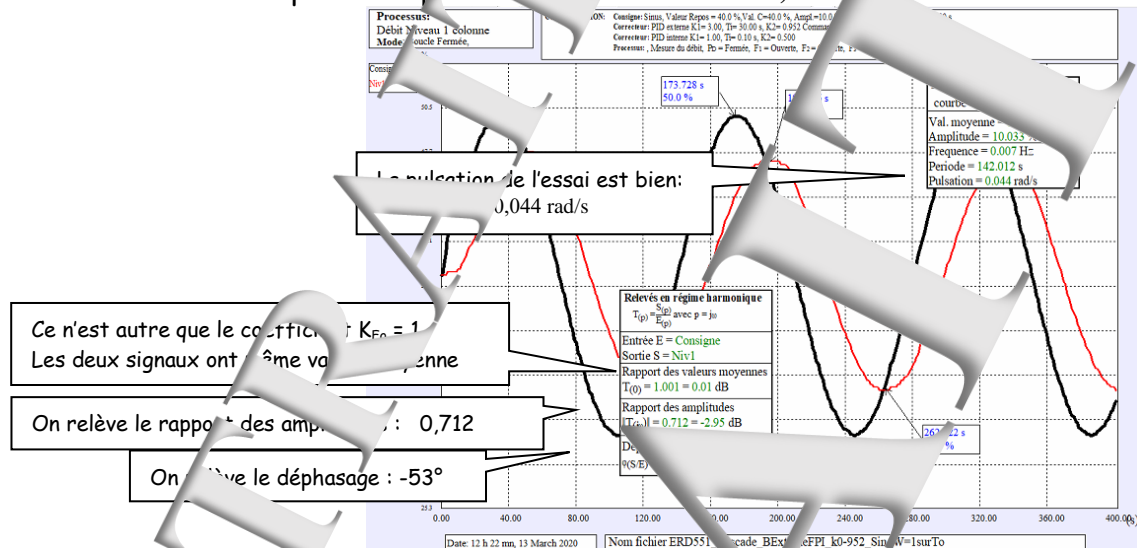 Processus:
Débit Niveau 1 colonne
Mode Boucle Fermée,
Consigne: Sinus, Valeur Repos = 40.0 %, Val. C=40.0 %, Ampl.=10.0
Correcteur: PID externe K1= 3.00, Ti= 30.00 s, K2= 0.952
Correcteur: PID interne K1= 1.00, Ti= 0.10 s, K2= 0.500
Processus: , Mesure du débit, PD = Fermée, F1 = Ouverte, F2 =
Niv1
50.5
173.728 s
50.0 %
courbe
Val. moyenne =
Amplitude = 10.033 %
Frequence = 0.007 Hz
Periode = 142.012 s
Pulsation = 0.044 rad/s
La pulsation de l'essai est bien:
0,044 rad/s
Ce n'est autre que le coefficient
Les deux signaux ont même valeur moyenne
On relève le rapport des amplitudes : 0,712
On relève le déphasage : -53°
Relevés en régime harmonique
T(p) = S(p)/E(p) avec p = jω
Entrée E = Consigne
Sortie S = Niv1
Rapport des valeurs moyennes
T(0) = 1.001 = 0.01 dB
Rapport des amplitudes
|T(jω)| = 0.712 = -2.95 dB
φ(S/E)
%
25.3
0.00 40.00 80.00 120.00 200.00 240.00 280.00 320.00 360.00 400.00 (s)
Date: 12 h 22 mn, 13 March 2020
Nom fichier ERD551